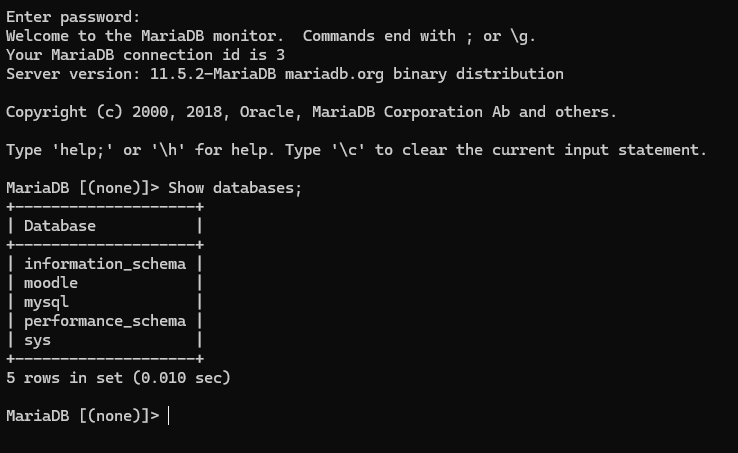 Enter password:
Welcome to the MariaDB monitor.  Commands end with ; or \g.
Your MariaDB connection id is 3
Server version: 11.5.2-MariaDB mariadb.org binary distribution

Copyright (c) 2000, 2018, Oracle, MariaDB Corporation Ab and others.

Type 'help;' or '\h' for help. Type '\c' to clear the current input statement.

MariaDB [(none)]> Show databases;
+--------------------+
| Database           |
+--------------------+
| information_schema |
| moodle             |
| mysql              |
| performance_schema |
| sys                |
+--------------------+
5 rows in set (0.010 sec)

MariaDB [(none)]>